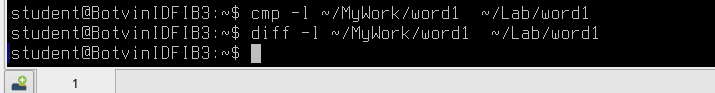 student@BotvinIDFIB3:~$ cmp -l ~/MyWork/word1  ~/Lab/word1
student@BotvinIDFIB3:~$ diff -l ~/MyWork/word1  ~/Lab/word1
student@BotvinIDFIB3:~$
1